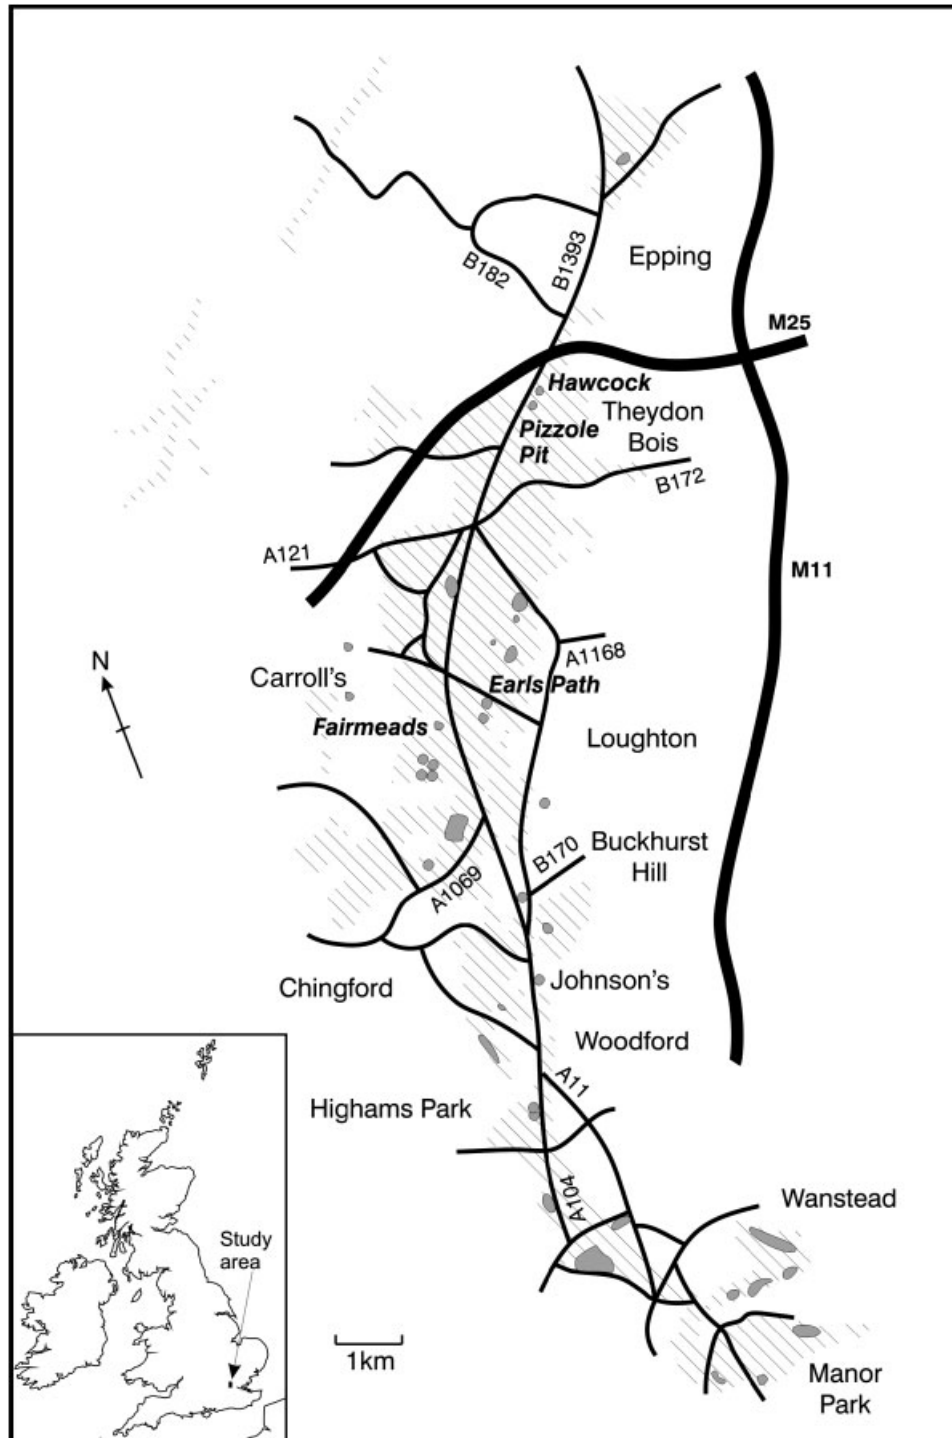 Epping
B1393
B182
M25
Hawcock
Theydon
Bois
Pizzole
Pit
B172
A121
M11
N
A1168
Carroll's
Earls Path
Fairmeads
Loughton
Buckhurst
Hill
B170
A1069
Chingford
Johnson's
Woodford
A11
Highams Park
A104
Wanstead
Study
area
1km
Manor
Park